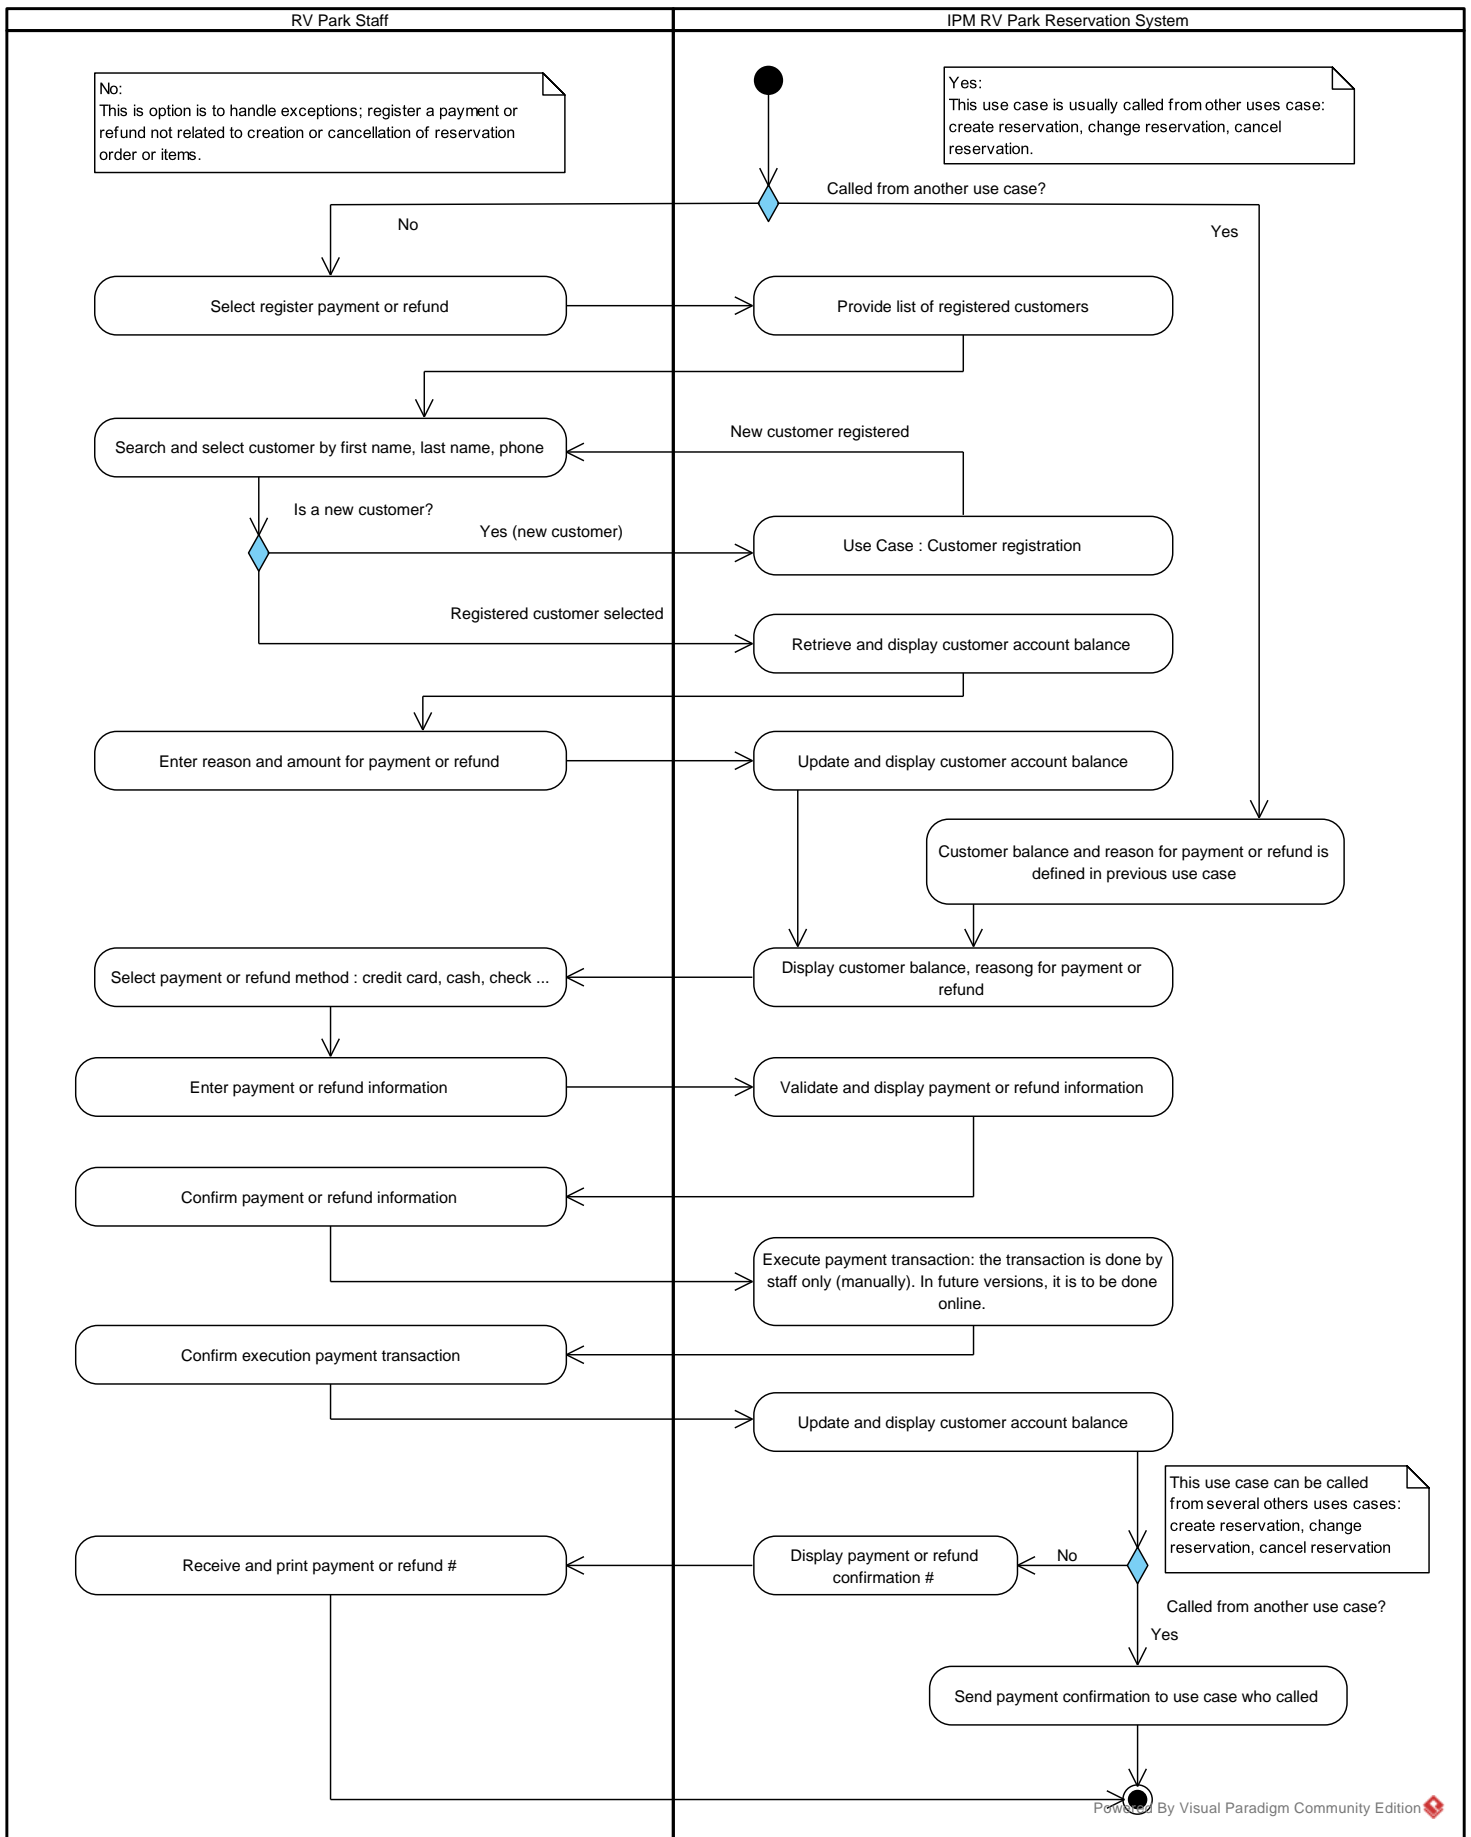 RV Park Staff
IPM RV Park Reservation System
No:
This is option is to handle exceptions; register a payment or
refund not related to creation or cancellation of reservation
order or items.
Yes:
This use case is usually called from other uses case:
create reservation, change reservation, cancel
reservation.
Called from another use case?
No
Yes
Select register payment or refund
Provide list of registered customers
Search and select customer by first name, last name, phone
New customer registered
Is a new customer?
Yes (new customer)
Use Case : Customer registration
Registered customer selected
Retrieve and display customer account balance
Enter reason and amount for payment or refund
Update and display customer account balance
Customer balance and reason for payment or refund is
defined in previous use case
Select payment or refund method : credit card, cash, check ...
Display customer balance, reasong for payment or
refund
Enter payment or refund information
Validate and display payment or refund information
Confirm payment or refund information
Execute payment transaction: the transaction is done by
staff only (manually). In future versions, it is to be done
online.
Confirm execution payment transaction
Update and display customer account balance
This use case can be called
from several others uses cases:
create reservation, change
reservation, cancel reservation
Receive and print payment or refund #
Display payment or refund
confirmation #
No
Called from another use case?
Yes
Send payment confirmation to use case who called
Powered By Visual Paradigm Community Edition